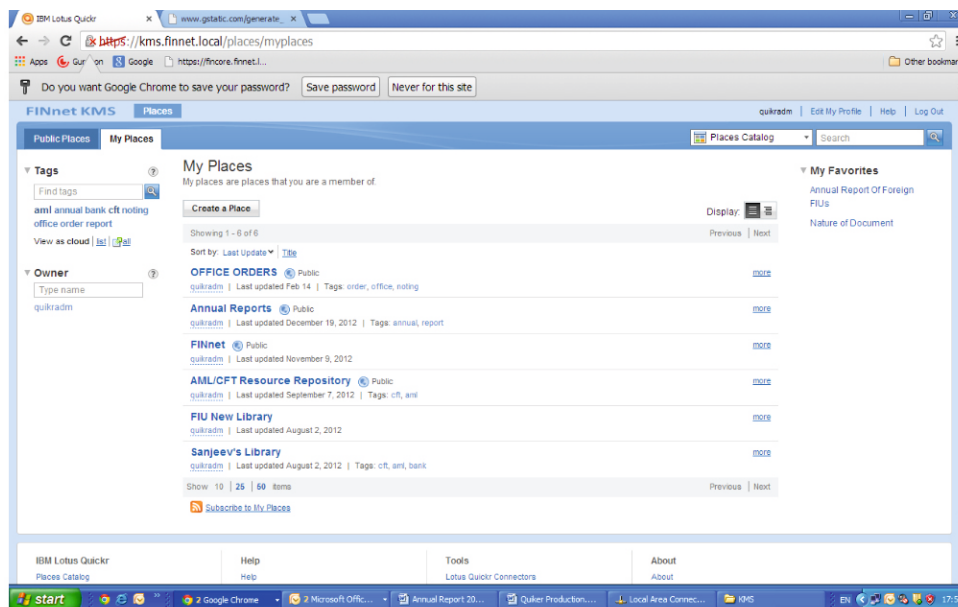 IBM Lotus Quickr
www.gstatic.com/generate_
https://kms.finnet.local/places/myplaces
Apps
Google
https://fincore.finnet.l...
Other bookmar
Do you want Google Chrome to save your password? Save password Never for this site
FINnet KMS Places
quikradm | Edit My Profile | Help | Log Out
Public Places My Places
Places Catalog
Search
Tags
Find tags
aml annual bank cft noting
office order report
View as cloud | list | all
Owner
Type name
quikradm
My Places
My places are places that you are a member of.
Create a Place
Display:
Showing 1 - 6 of 6
Previous | Next
Sort by: Last Update | Title
OFFICE ORDERS Public
more
quikradm | Last updated Feb 14 | Tags: order, office, noting
Annual Reports Public
more
quikradm | Last updated December 19, 2012 | Tags: annual, report
FINnet Public
more
quikradm | Last updated November 9, 2012
AML/CFT Resource Repository Public
more
quikradm | Last updated September 7, 2012 | Tags: cft, aml
FIU New Library
more
quikradm | Last updated August 2, 2012
Sanjeev's Library
more
quikradm | Last updated August 2, 2012 | Tags: cft, aml, bank
Show 10 | 25 | 50 items
Previous | Next
Subscribe to My Places
My Favorites
Annual Report Of Foreign
FIUs
Nature of Document
IBM Lotus Quickr
Places Catalog
Help
Help
Tools
Lotus Quickr Connectors
About
About
start
2 Google Chrome
2 Microsoft Offic...
Annual Report 20...
Quiker Production....
Local Area Connec...
KMS
EN